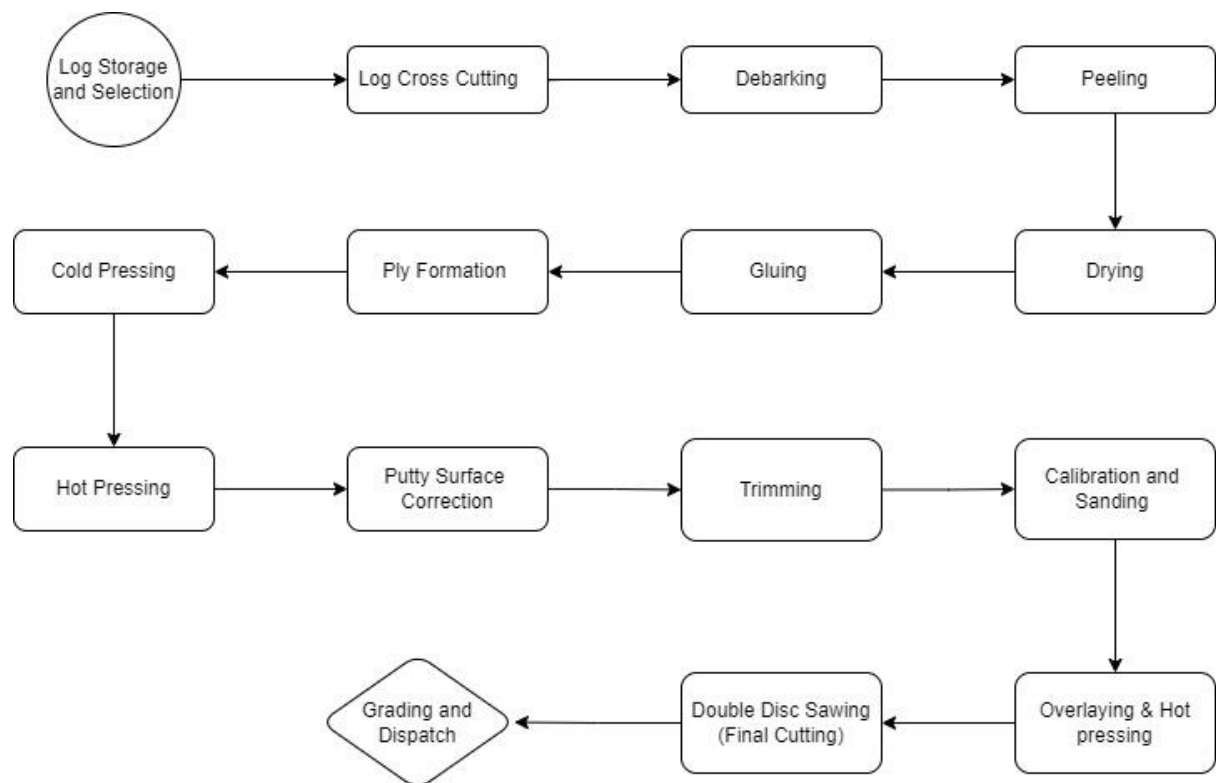 Log Storage
and Selection
Log Cross Cutting
Debarking
Peeling
Drying
Gluing
Ply Formation
Cold Pressing
Hot Pressing
Putty Surface
Correction
Trimming
Calibration and
Sanding
Overlaying & Hot
pressing
Double Disc Sawing
(Final Cutting)
Grading and
Dispatch